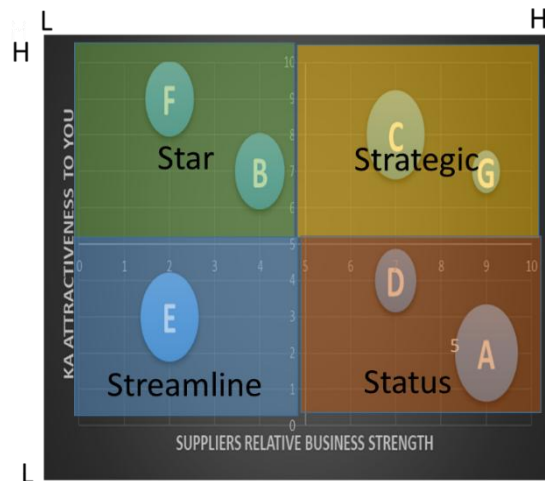 L H
H
10
9
F
8
C
Star Strategic
B 7 G
6
5
0 1 2 3 4 5 7 8 9 10
4 D
E 3
5 A
2
Streamline Status
1
0
SUPPLIERS RELATIVE BUSINESS STRENGTH
KA ATTRACTIVENESS TO YOU
L